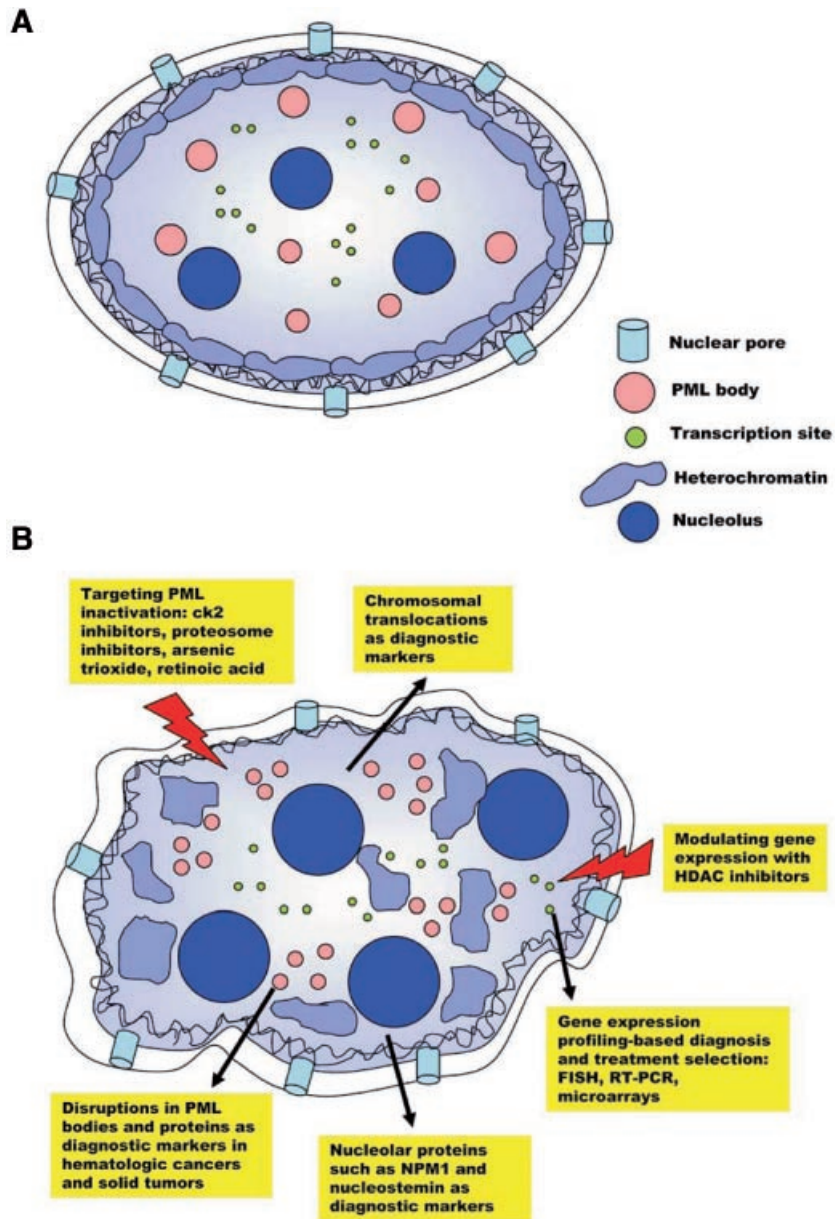 A
Nuclear pore
PML body
Transcription site
Heterochromatin
Nucleolus
B
Targeting PML
inactivation: ck2
inhibitors, proteosome
inhibitors, arsenic
trioxide, retinoic acid
Chromosomal
translocations
as diagnostic
markers
Modulating gene
expression with
HDAC inhibitors
Gene expression
profiling-based diagnosis
and treatment selection:
FISH, RT-PCR,
microarrays
Disruptions in PML
bodies and proteins as
diagnostic markers in
hematologic cancers
and solid tumors
Nucleolar proteins
such as NPM1 and
nucleostemin as
diagnostic markers